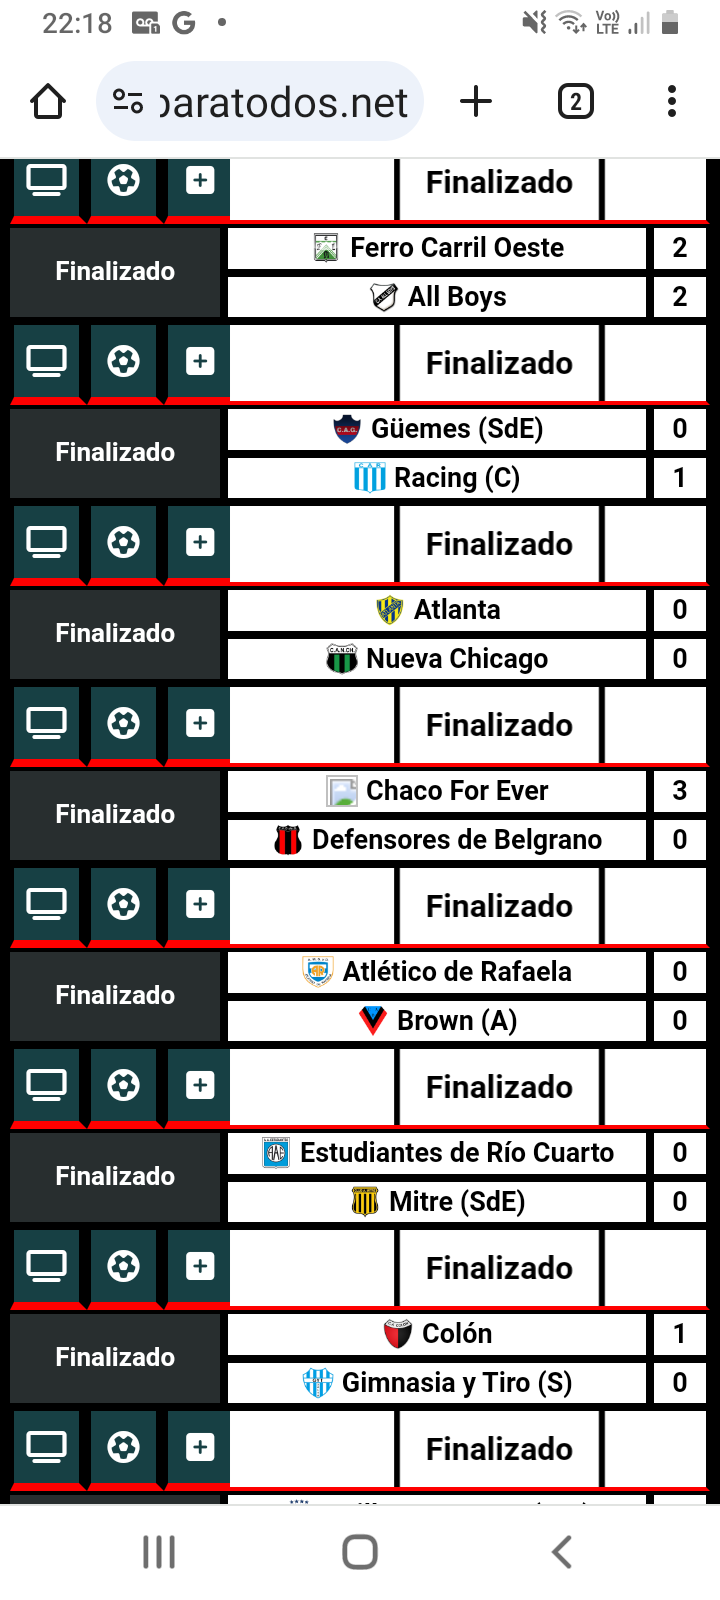 22:18
Vo)) LTE
paratodos.net
2
Finalizado
Finalizado
Ferro Carril Oeste 2
All Boys 2
Finalizado
Finalizado
Güemes (SdE) 0
Racing (C) 1
Finalizado
Finalizado
Atlanta 0
Nueva Chicago 0
Finalizado
Finalizado
Chaco For Ever 3
Defensores de Belgrano 0
Finalizado
Finalizado
Atlético de Rafaela 0
Brown (A) 0
Finalizado
Finalizado
Estudiantes de Río Cuarto 0
Mitre (SdE) 0
Finalizado
Finalizado
Colón 1
Gimnasia y Tiro (S) 0
Finalizado